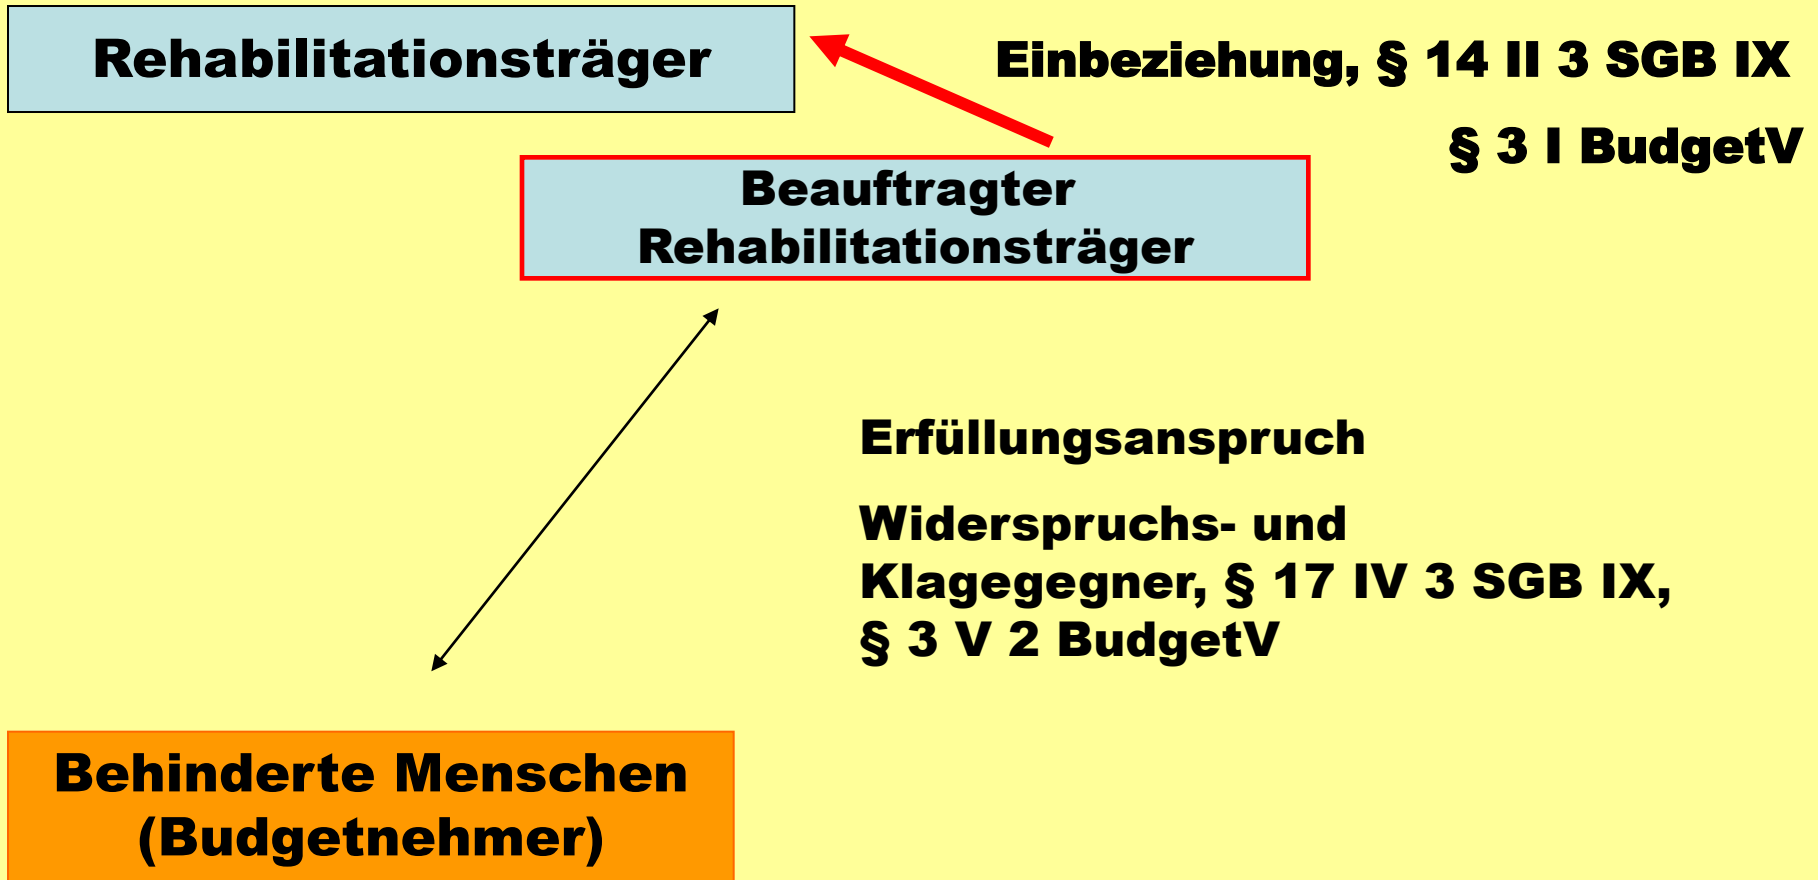 Rehabilitationsträger
Einbeziehung, § 14 II 3 SGB IX
§ 3 I BudgetV
Beauftragter
Rehabilitationsträger
Erfüllungsanspruch
Widerspruchs- und
Klagegegner, § 17 IV 3 SGB IX,
§ 3 V 2 BudgetV
Behinderte Menschen
(Budgetnehmer)